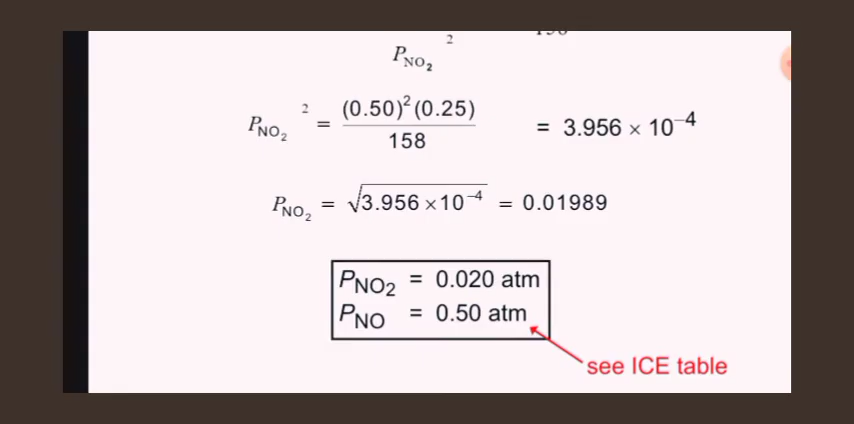 P_NO₂ ²
P_NO₂ ² = (0.50)²(0.25) / 158 = 3.956 × 10⁻⁴
P_NO₂ = √3.956 × 10⁻⁴ = 0.01989
P_NO2 = 0.020 atm
P_NO = 0.50 atm
see ICE table